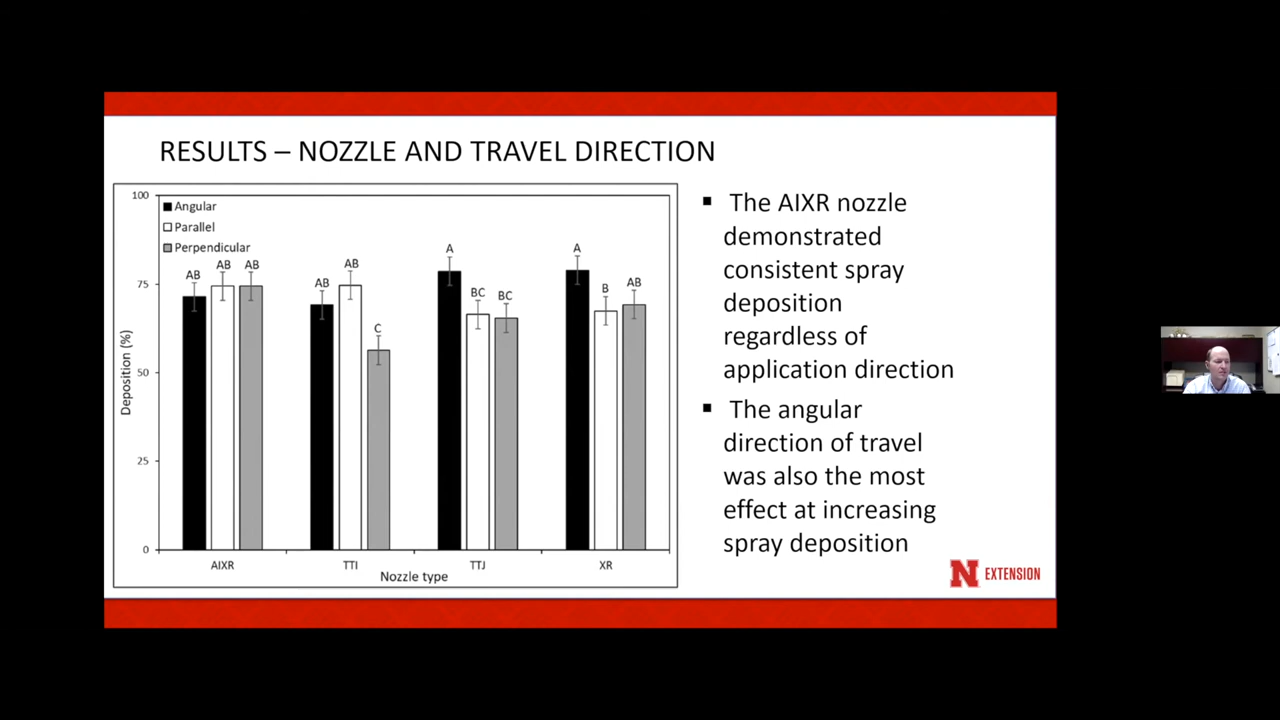 RESULTS – NOZZLE AND TRAVEL DIRECTION
100
75
50
25
0
Deposition (%)
Angular
Parallel
Perpendicular
AB
AB
AB
AB
AB
C
A
BC
BC
A
B
AB
AIXR
TTI
TTJ
XR
Nozzle type
▪ The AIXR nozzle
demonstrated
consistent spray
deposition
regardless of
application direction
▪ The angular
direction of travel
was also the most
effect at increasing
spray deposition
N EXTENSION